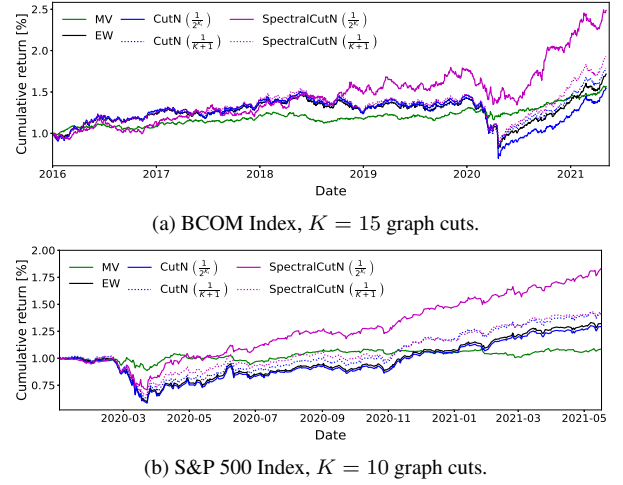 2.5
2.0
1.5
1.0
Cumulative return [%]
MV
EW
CutN (1/2^{K_i})
CutN (1/K+1)
SpectralCutN (1/2^{K_i})
SpectralCutN (1/K+1)
2016
2017
2018
2019
2020
2021
Date
(a) BCOM Index, K = 15 graph cuts.
2.00
1.75
1.50
1.25
1.00
0.75
Cumulative return [%]
MV
EW
CutN (1/2^{K_i})
CutN (1/K+1)
SpectralCutN (1/2^{K_i})
SpectralCutN (1/K+1)
2020-03
2020-05
2020-07
2020-09
2020-11
2021-01
2021-03
2021-05
Date
(b) S&P 500 Index, K = 10 graph cuts.